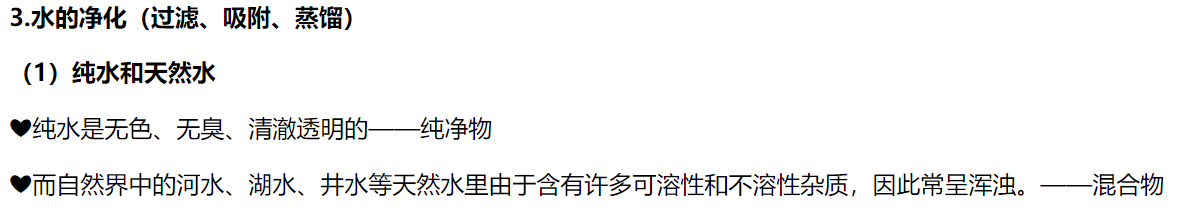 3.水的净化（过滤、吸附、蒸馏）
（1）纯水和天然水
♥纯水是无色、无臭、清澈透明的——纯净物
♥而自然界中的河水、湖水、井水等天然水里由于含有许多可溶性和不溶性杂质，因此常呈浑浊。——混合物